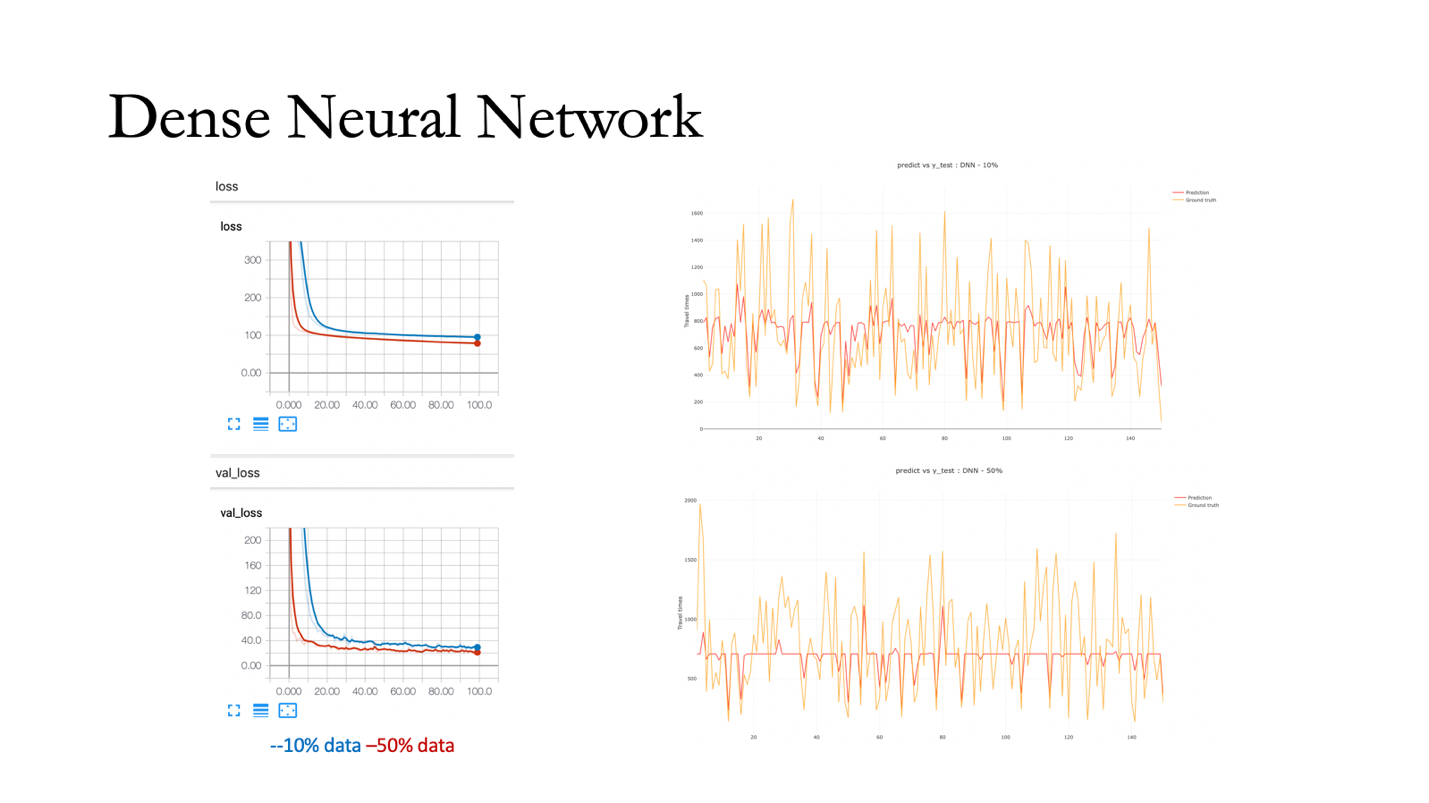 Dense Neural Network
loss
loss
300
200
100
0.00
0.000 20.00 40.00 60.00 80.00 100.0
val_loss
val_loss
200
160
120
80.0
40.0
0.00
0.000 20.00 40.00 60.00 80.00 100.0
--10% data –50% data
predict vs y_test : DNN - 10%
Prediction
Ground truth
Travel times
1600
1400
1200
1000
800
600
400
200
0
20 40 60 80 100 120 140
predict vs y_test : DNN - 50%
Prediction
Ground truth
Travel times
2000
1500
1000
500
20 40 60 80 100 120 140